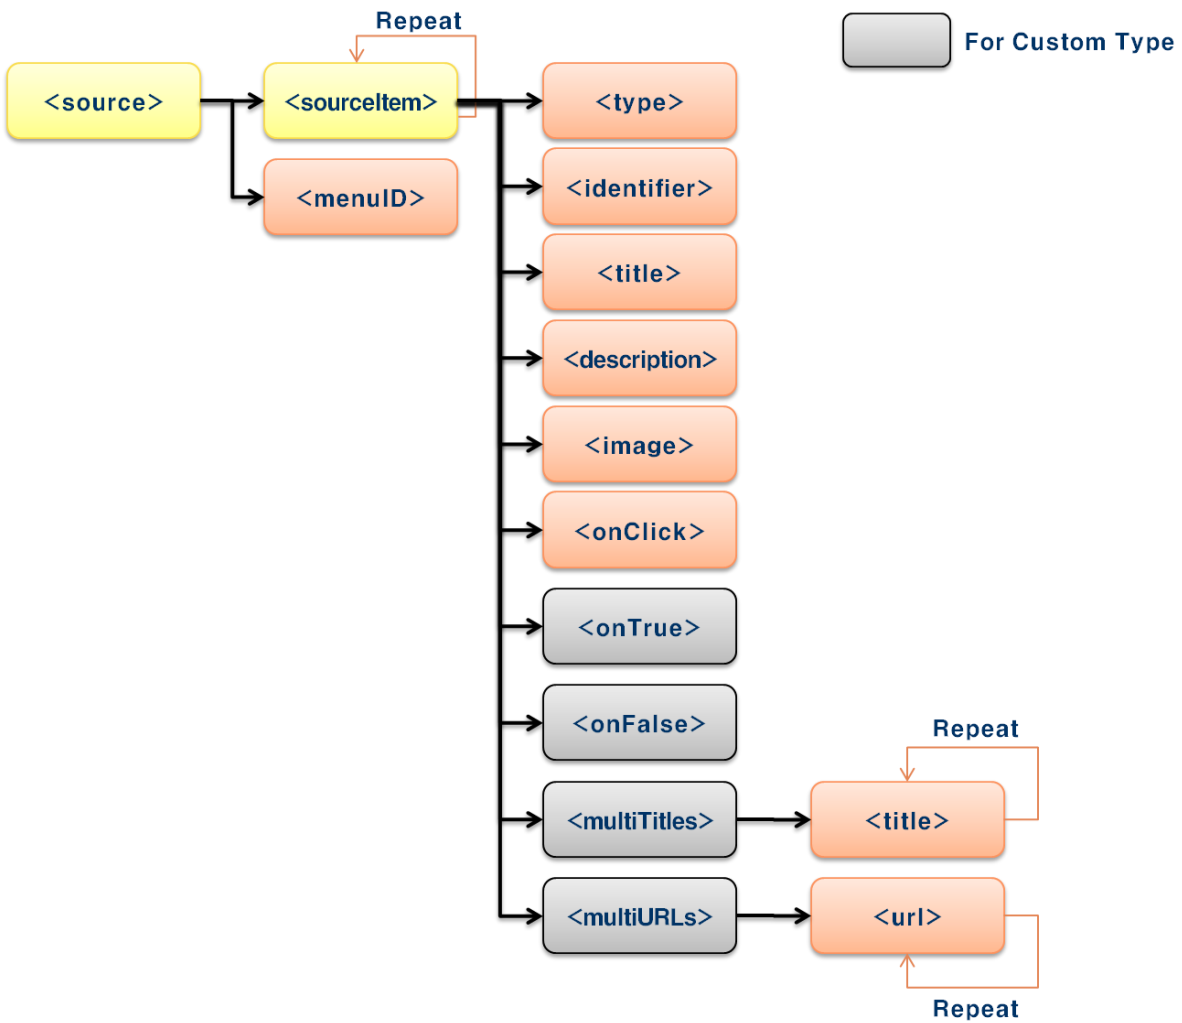 Repeat
For Custom Type
<source>
<sourceItem>
<type>
<menuID>
<identifier>
<title>
<description>
<image>
<onClick>
<onTrue>
<onFalse>
Repeat
<multiTitles>
<title>
<multiURLs>
<url>
Repeat